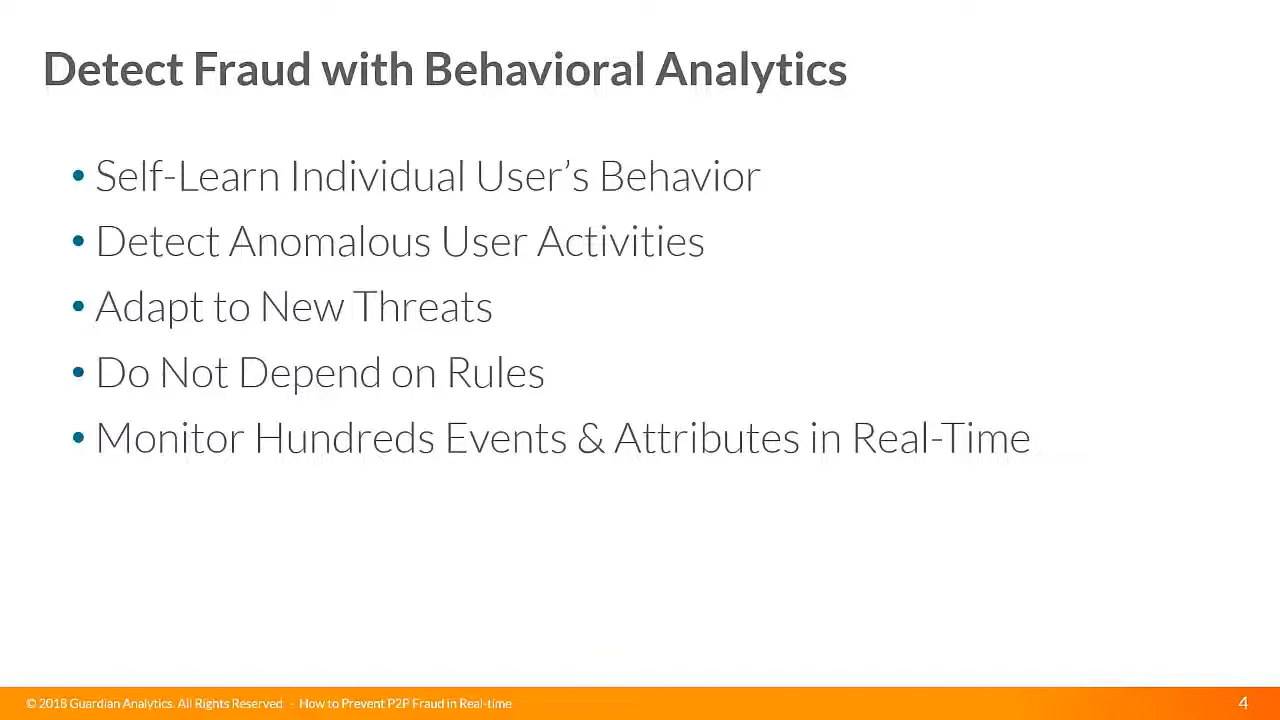 Detect Fraud with Behavioral Analytics
• Self-Learn Individual User’s Behavior
• Detect Anomalous User Activities
• Adapt to New Threats
• Do Not Depend on Rules
• Monitor Hundreds Events & Attributes in Real-Time
© 2018 Guardian Analytics. All Rights Reserved - How to Prevent P2P Fraud in Real-time 4